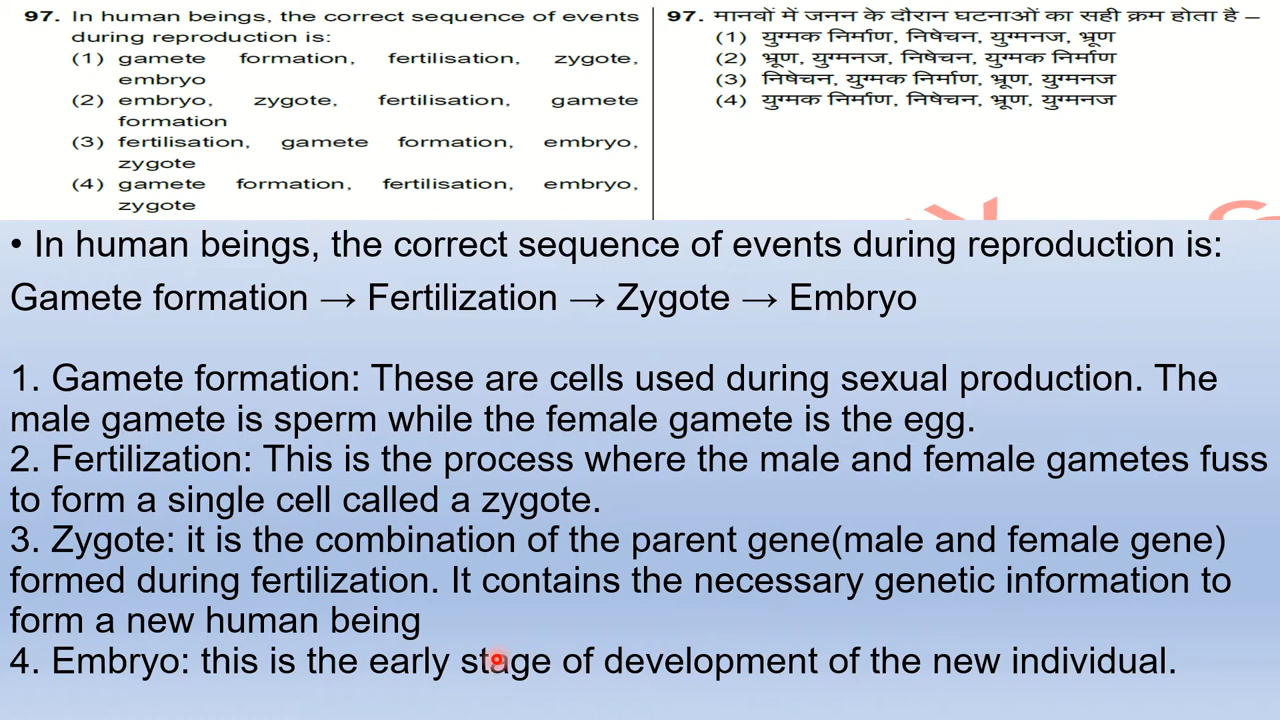 97. In human beings, the correct sequence of events
during reproduction is:
(1) gamete formation, fertilisation, zygote,
embryo
(2) embryo, zygote, fertilisation, gamete
formation
(3) fertilisation, gamete formation, embryo,
zygote
(4) gamete formation, fertilisation, embryo,
zygote
97. मानवों में जनन के दौरान घटनाओं का सही क्रम होता है –
(1) युग्मक निर्माण, निषेचन, युग्मनज, भ्रूण
(2) भ्रूण, युग्मनज, निषेचन, युग्मक निर्माण
(3) निषेचन, युग्मक निर्माण, भ्रूण, युग्मनज
(4) युग्मक निर्माण, निषेचन, भ्रूण, युग्मनज
• In human beings, the correct sequence of events during reproduction is:
Gamete formation → Fertilization → Zygote → Embryo
1. Gamete formation: These are cells used during sexual production. The
male gamete is sperm while the female gamete is the egg.
2. Fertilization: This is the process where the male and female gametes fuss
to form a single cell called a zygote.
3. Zygote: it is the combination of the parent gene(male and female gene)
formed during fertilization. It contains the necessary genetic information to
form a new human being
4. Embryo: this is the early stage of development of the new individual.